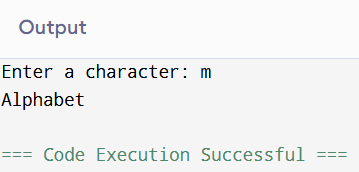 Output
Enter a character: m
Alphabet
=== Code Execution Successful ===